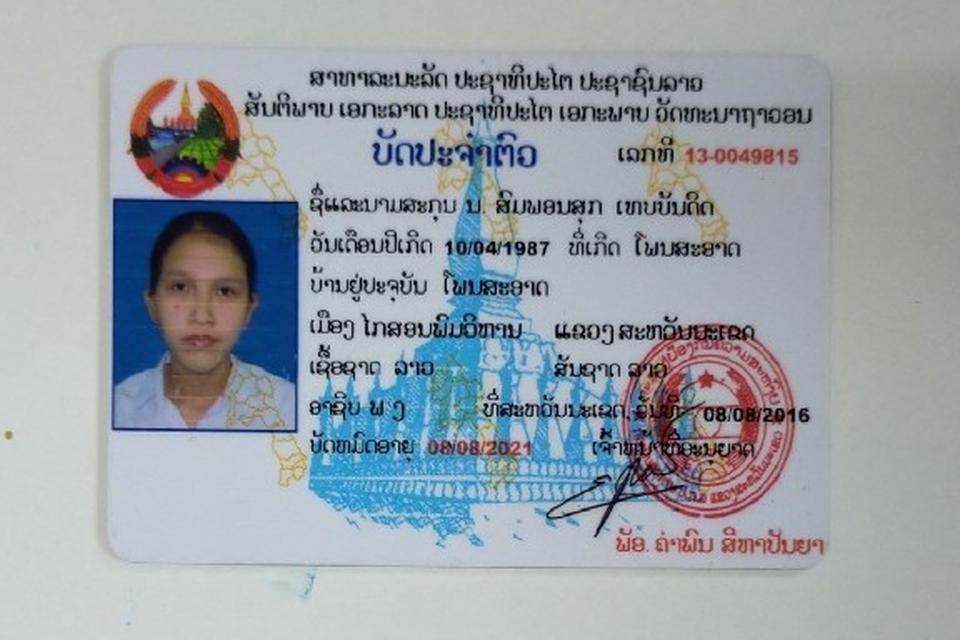 ສາທາລະນະລັດ ປະຊາທິປະໄຕ ປະຊາຊົນລາວ
ສັນຕິພາບ ເອກະລາດ ປະຊາທິປະໄຕ ເອກະພາບ ວັດທະນາຖາວອນ
ບັດປະຈຳຕົວ ເລກທີ 13-0049815
ຊື່ແລະນາມສະກຸນ ນ. ສົມພອນສຸກ ເທບບັນດິດ
ວັນເດືອນປີເກີດ 10/04/1987 ທີ່ເກີດ ໂພນສະອາດ
ບ້ານຢູ່ປະຈຸບັນ ໂພນສະອາດ
ເມືອງ ໄກສອນພົມວິຫານ ແຂວງ ສະຫວັນນະເຂດ
ເຊື້ອຊາດ ລາວ ສັນຊາດ ລາວ
ອາຊີບ ພ ງ ທີ່ສະຫວັນນະເຂດ, ວັນທີ 08/08/2016
ບັດຫມົດອາຍຸ 08/08/2021 ເຈົ້າຫນ້າທີ່ອະນຸຍາດ
ພັອ. ຄຳພົນ ສີຫາປັນຍາ